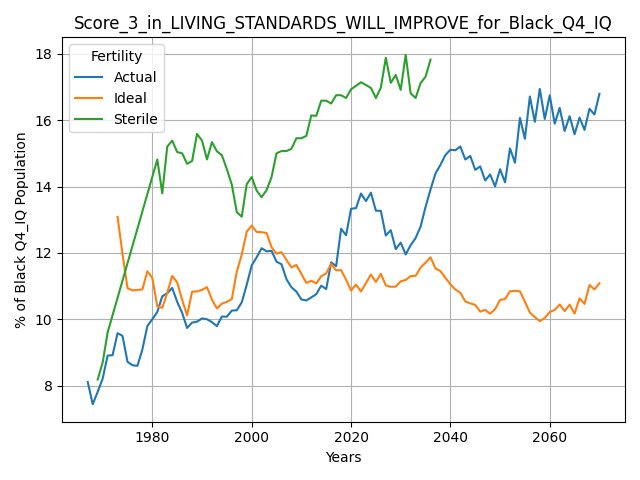 Score_3_in_LIVING_STANDARDS_WILL_IMPROVE_for_Black_Q4_IQ
Fertility
Actual
Ideal
Sterile
% of Black Q4_IQ Population
18
16
14
12
10
8
1980
2000
2020
2040
2060
Years